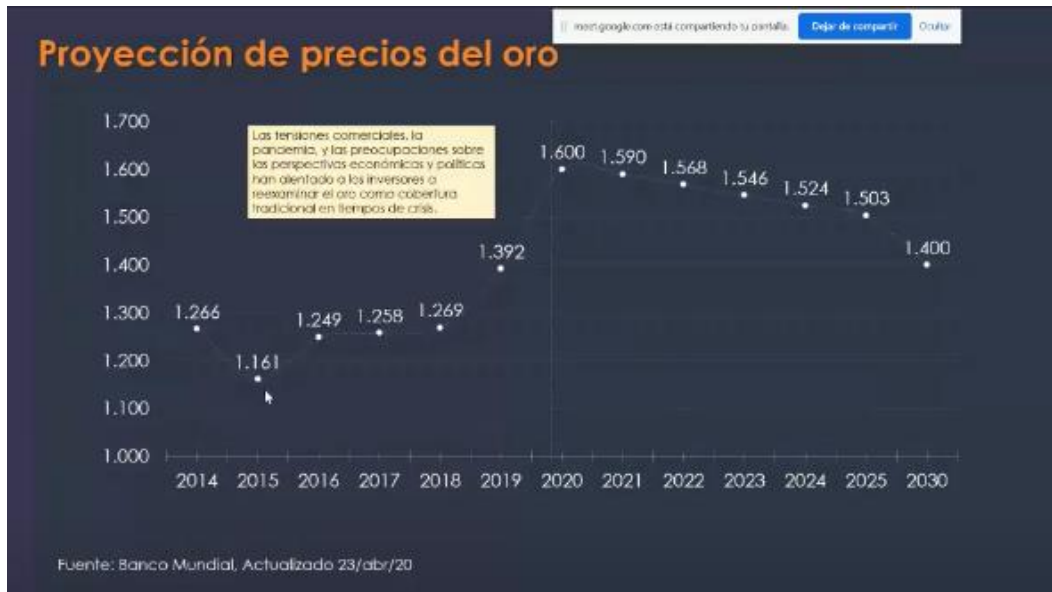 meet.google.com está compartiendo tu pantalla.
Dejar de compartir
Ocultar
Proyección de precios del oro
Las tensiones comerciales, la
pandemia, y las preocupaciones sobre
las perspectivas económicas y políticas
han alentado a los inversores a
reexaminar el oro como cobertura
tradicional en tiempos de crisis.
1.700
1.600
1.500
1.400
1.300
1.200
1.100
1.000
1.266
1.161
1.249
1.258
1.269
1.392
1.600
1.590
1.568
1.546
1.524
1.503
1.400
2014 2015 2016 2017 2018 2019 2020 2021 2022 2023 2024 2025 2030
Fuente: Banco Mundial, Actualizado 23/abr/20